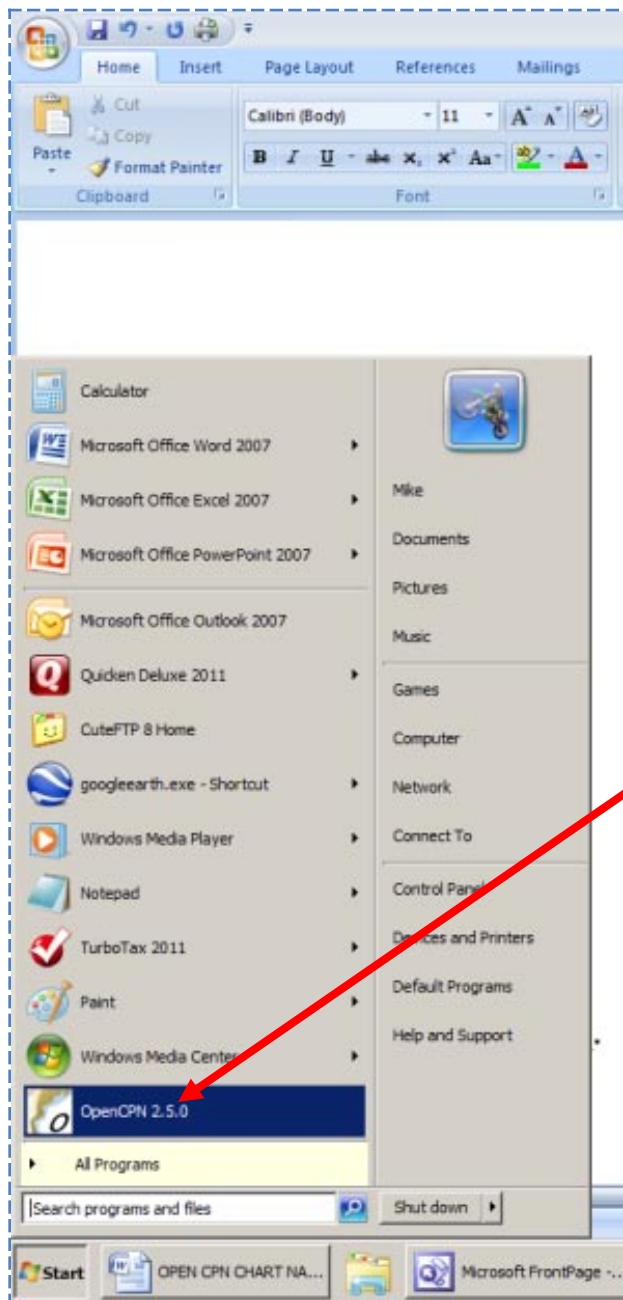 Home Insert Page Layout References Mailings
Cut
Copy
Paste
Format Painter
Clipboard
Calibri (Body) 11 A A
B I U abc x, x² Aa ab A
Font
Calculator
Microsoft Office Word 2007
Microsoft Office Excel 2007
Microsoft Office PowerPoint 2007
Microsoft Office Outlook 2007
Quicken Deluxe 2011
CuteFTP 8 Home
googleearth.exe - Shortcut
Windows Media Player
Notepad
TurboTax 2011
Paint
Windows Media Center
OpenCPN 2.5.0
All Programs
Search programs and files
Mike
Documents
Pictures
Music
Games
Computer
Network
Connect To
Control Panel
Devices and Printers
Default Programs
Help and Support
Shut down
Start
OPEN CPN CHART NA...
Microsoft FrontPage -...